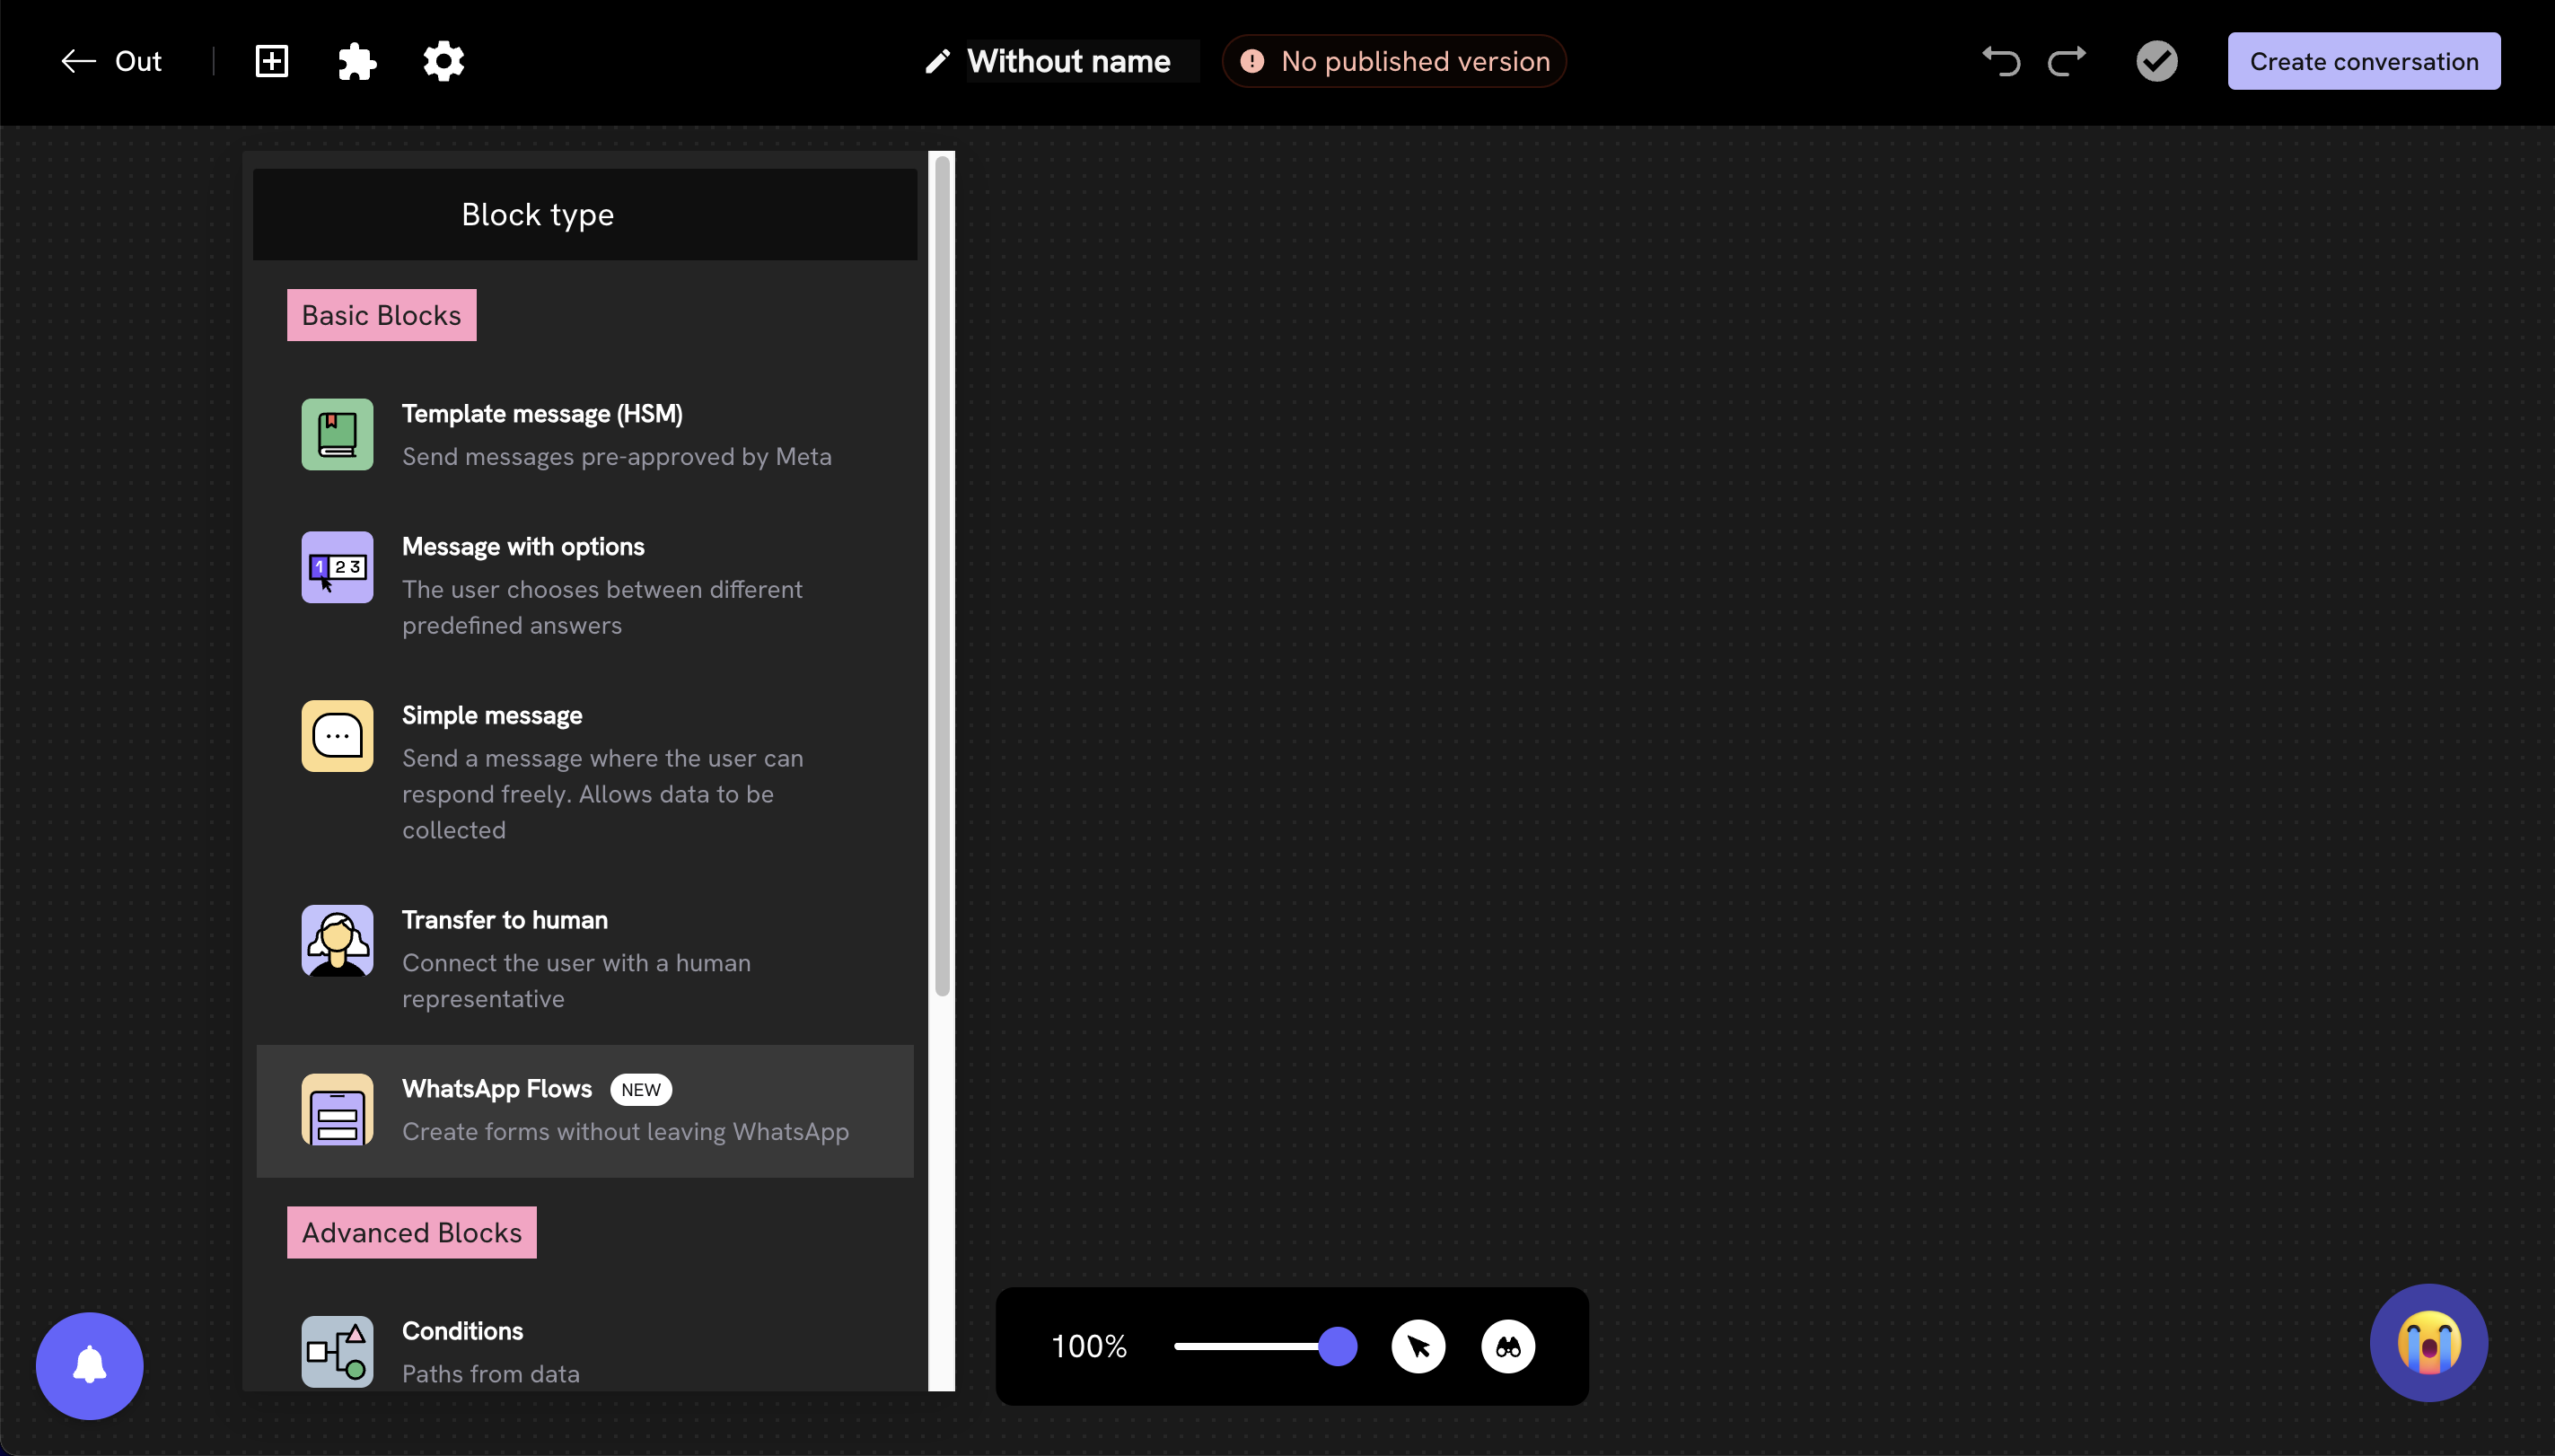 Out
Without name
No published version
Create conversation
Block type
Basic Blocks
Template message (HSM)
Send messages pre-approved by Meta
1 2 3
Message with options
The user chooses between different
predefined answers
Simple message
Send a message where the user can
respond freely. Allows data to be
collected
Transfer to human
Connect the user with a human
representative
WhatsApp Flows NEW
Create forms without leaving WhatsApp
Advanced Blocks
Conditions
Paths from data
100%